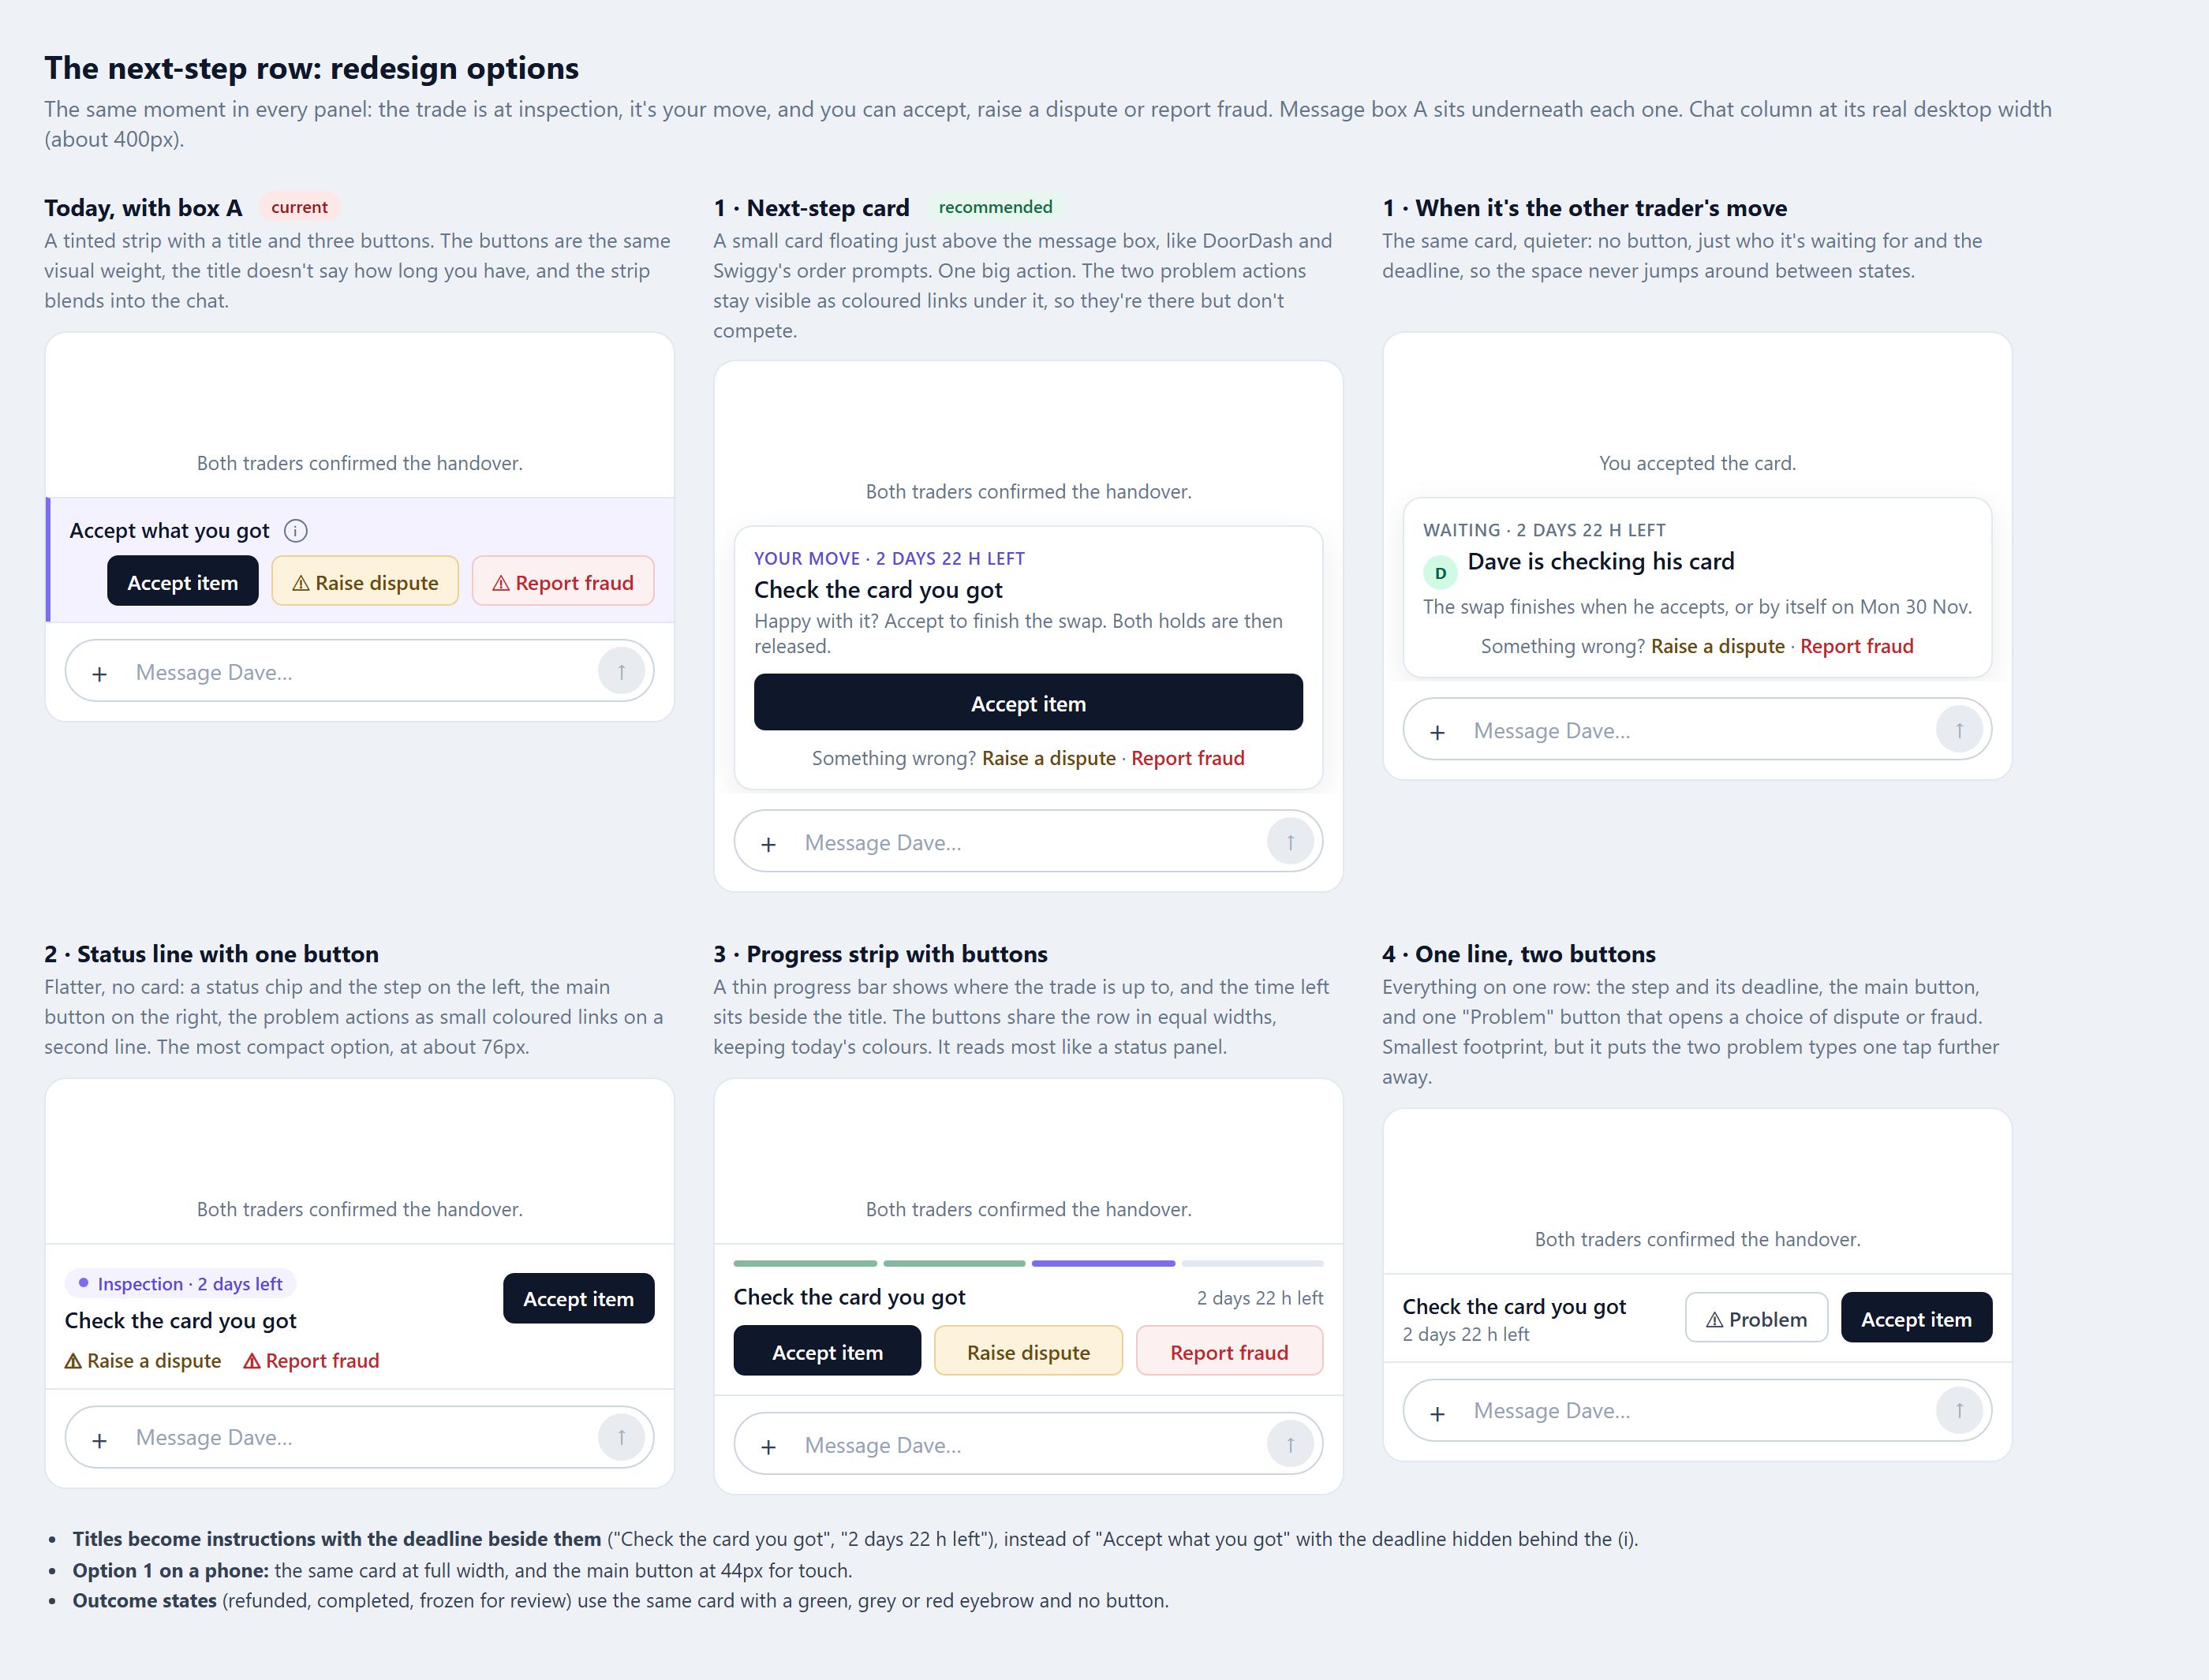 The next-step row: redesign options
The same moment in every panel: the trade is at inspection, it's your move, and you can accept, raise a dispute or report fraud. Message box A sits underneath each one. Chat column at its real desktop width
(about 400px).
Today, with box A current
A tinted strip with a title and three buttons. The buttons are the same
visual weight, the title doesn't say how long you have, and the strip
blends into the chat.
Both traders confirmed the handover.
Accept what you got i
Accept item
⚠ Raise dispute
⚠ Report fraud
+ Message Dave... ↑
1 · Next-step card recommended
A small card floating just above the message box, like DoorDash and
Swiggy's order prompts. One big action. The two problem actions
stay visible as coloured links under it, so they're there but don't
compete.
Both traders confirmed the handover.
YOUR MOVE · 2 DAYS 22 H LEFT
Check the card you got
Happy with it? Accept to finish the swap. Both holds are then
released.
Accept item
Something wrong? Raise a dispute · Report fraud
+ Message Dave... ↑
1 · When it's the other trader's move
The same card, quieter: no button, just who it's waiting for and the
deadline, so the space never jumps around between states.
You accepted the card.
WAITING · 2 DAYS 22 H LEFT
D Dave is checking his card
The swap finishes when he accepts, or by itself on Mon 30 Nov.
Something wrong? Raise a dispute · Report fraud
+ Message Dave... ↑
2 · Status line with one button
Flatter, no card: a status chip and the step on the left, the main
button on the right, the problem actions as small coloured links on a
second line. The most compact option, at about 76px.
Both traders confirmed the handover.
Inspection · 2 days left
Check the card you got
Accept item
⚠ Raise a dispute ⚠ Report fraud
+ Message Dave... ↑
3 · Progress strip with buttons
A thin progress bar shows where the trade is up to, and the time left
sits beside the title. The buttons share the row in equal widths,
keeping today's colours. It reads most like a status panel.
Both traders confirmed the handover.
Check the card you got 2 days 22 h left
Accept item
Raise dispute
Report fraud
+ Message Dave... ↑
4 · One line, two buttons
Everything on one row: the step and its deadline, the main button,
and one "Problem" button that opens a choice of dispute or fraud.
Smallest footprint, but it puts the two problem types one tap further
away.
Both traders confirmed the handover.
Check the card you got
2 days 22 h left
⚠ Problem
Accept item
+ Message Dave... ↑
• Titles become instructions with the deadline beside them ("Check the card you got", "2 days 22 h left"), instead of "Accept what you got" with the deadline hidden behind the (i).
• Option 1 on a phone: the same card at full width, and the main button at 44px for touch.
• Outcome states (refunded, completed, frozen for review) use the same card with a green, grey or red eyebrow and no button.